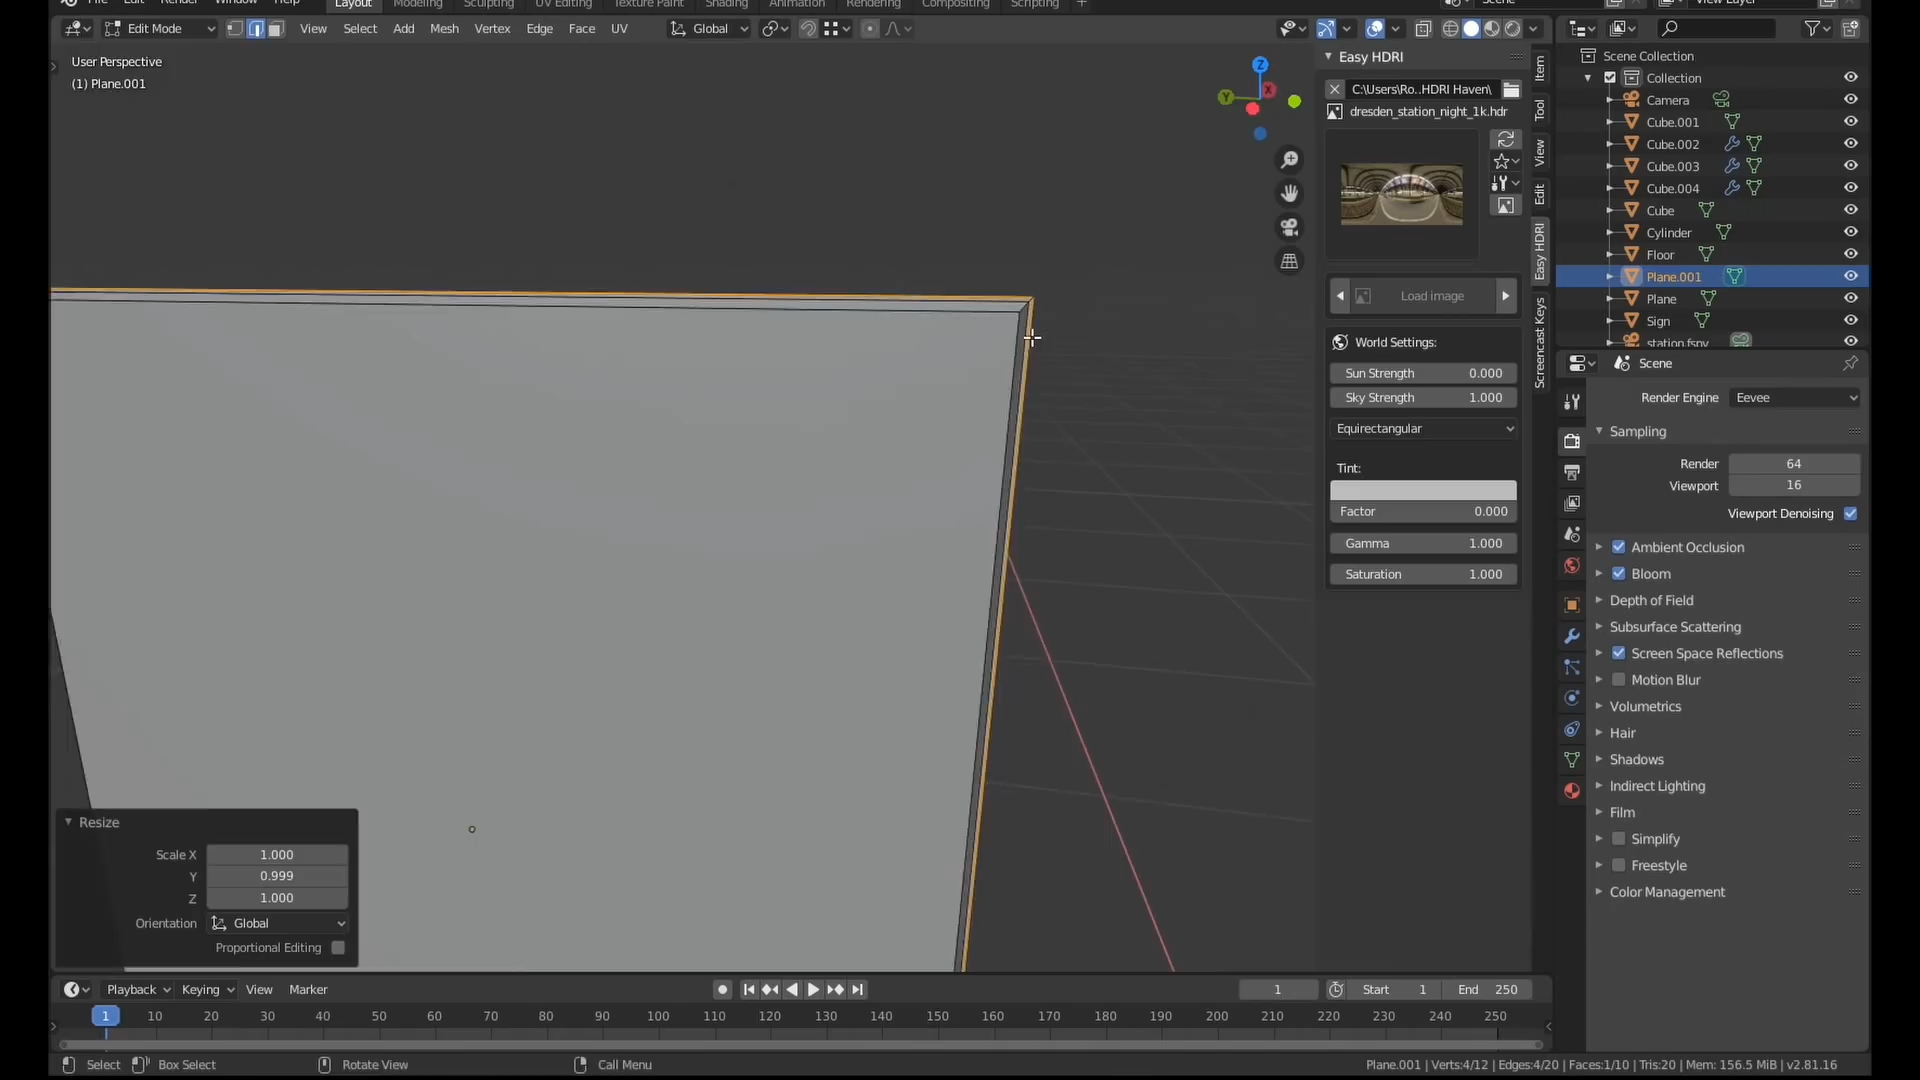 File Edit Render Window Help Layout Modeling Sculpting UV Editing Texture Paint Shading Animation Rendering Compositing Scripting + Scene View Layer
Edit Mode View Select Add Mesh Vertex Edge Face UV Global
User Perspective
(1) Plane.001
Z
Y
X
Easy HDRI
C:\Users\Ro..HDRI Haven\
dresden_station_night_1k.hdr
Load image
World Settings:
Sun Strength 0.000
Sky Strength 1.000
Equirectangular
Tint:
Factor 0.000
Gamma 1.000
Saturation 1.000
Item
Tool
View
Edit
Easy HDRI
Screencast Keys
Scene Collection
Collection
Camera
Cube.001
Cube.002
Cube.003
Cube.004
Cube
Cylinder
Floor
Plane.001
Plane
Sign
station.fspy
Scene
Render Engine Eevee
Sampling
Render 64
Viewport 16
Viewport Denoising
Ambient Occlusion
Bloom
Depth of Field
Subsurface Scattering
Screen Space Reflections
Motion Blur
Volumetrics
Hair
Shadows
Indirect Lighting
Film
Simplify
Freestyle
Color Management
Resize
Scale X 1.000
Y 0.999
Z 1.000
Orientation Global
Proportional Editing
Playback Keying View Marker 1 Start 1 End 250
1 10 20 30 40 50 60 70 80 90 100 110 120 130 140 150 160 170 180 190 200 210 220 230 240 250
Select Box Select Rotate View Call Menu Plane.001 | Verts:4/12 | Edges:4/20 | Faces:1/10 | Tris:20 | Mem: 156.5 MiB | v2.81.16